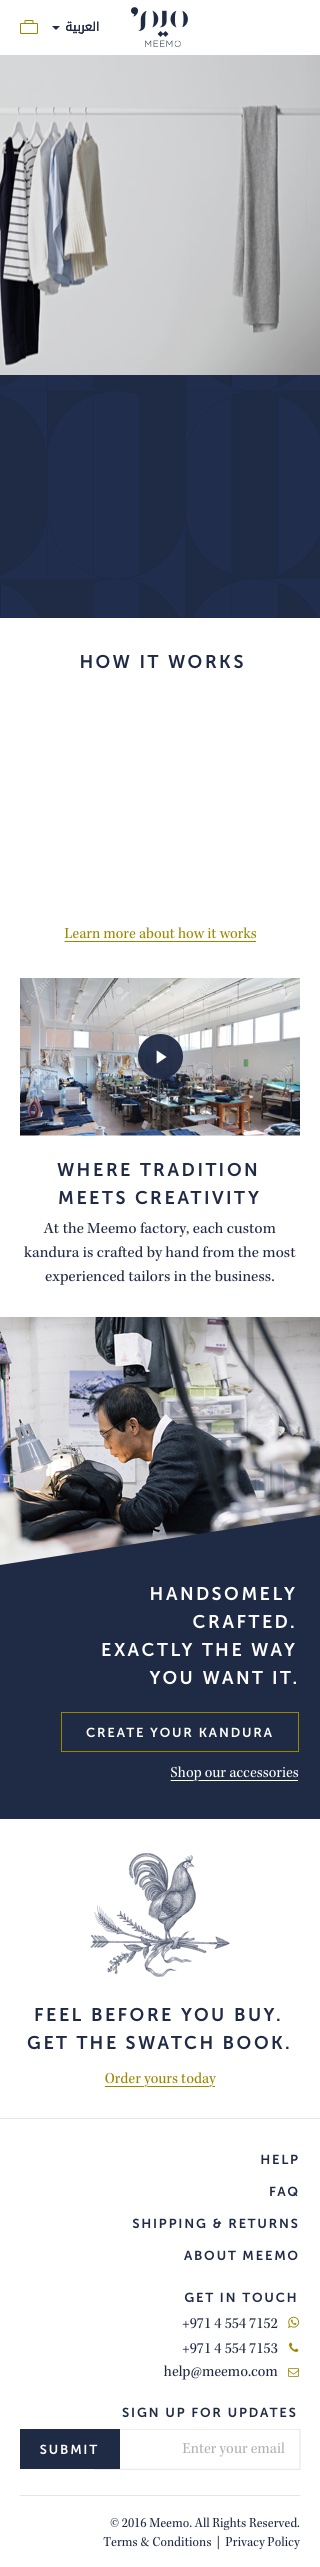 العربية
MEEMO
HOW IT WORKS
Learn more about how it works
WHERE TRADITION
MEETS CREATIVITY
At the Meemo factory, each custom
kandura is crafted by hand from the most
experienced tailors in the business.
HANDSOMELY
CRAFTED.
EXACTLY THE WAY
YOU WANT IT.
CREATE YOUR KANDURA
Shop our accessories
FEEL BEFORE YOU BUY.
GET THE SWATCH BOOK.
Order yours today
HELP
FAQ
SHIPPING & RETURNS
ABOUT MEEMO
GET IN TOUCH
+971 4 554 7152
+971 4 554 7153
help@meemo.com
SIGN UP FOR UPDATES
SUBMIT
Enter your email
© 2016 Meemo. All Rights Reserved.
Terms & Conditions | Privacy Policy